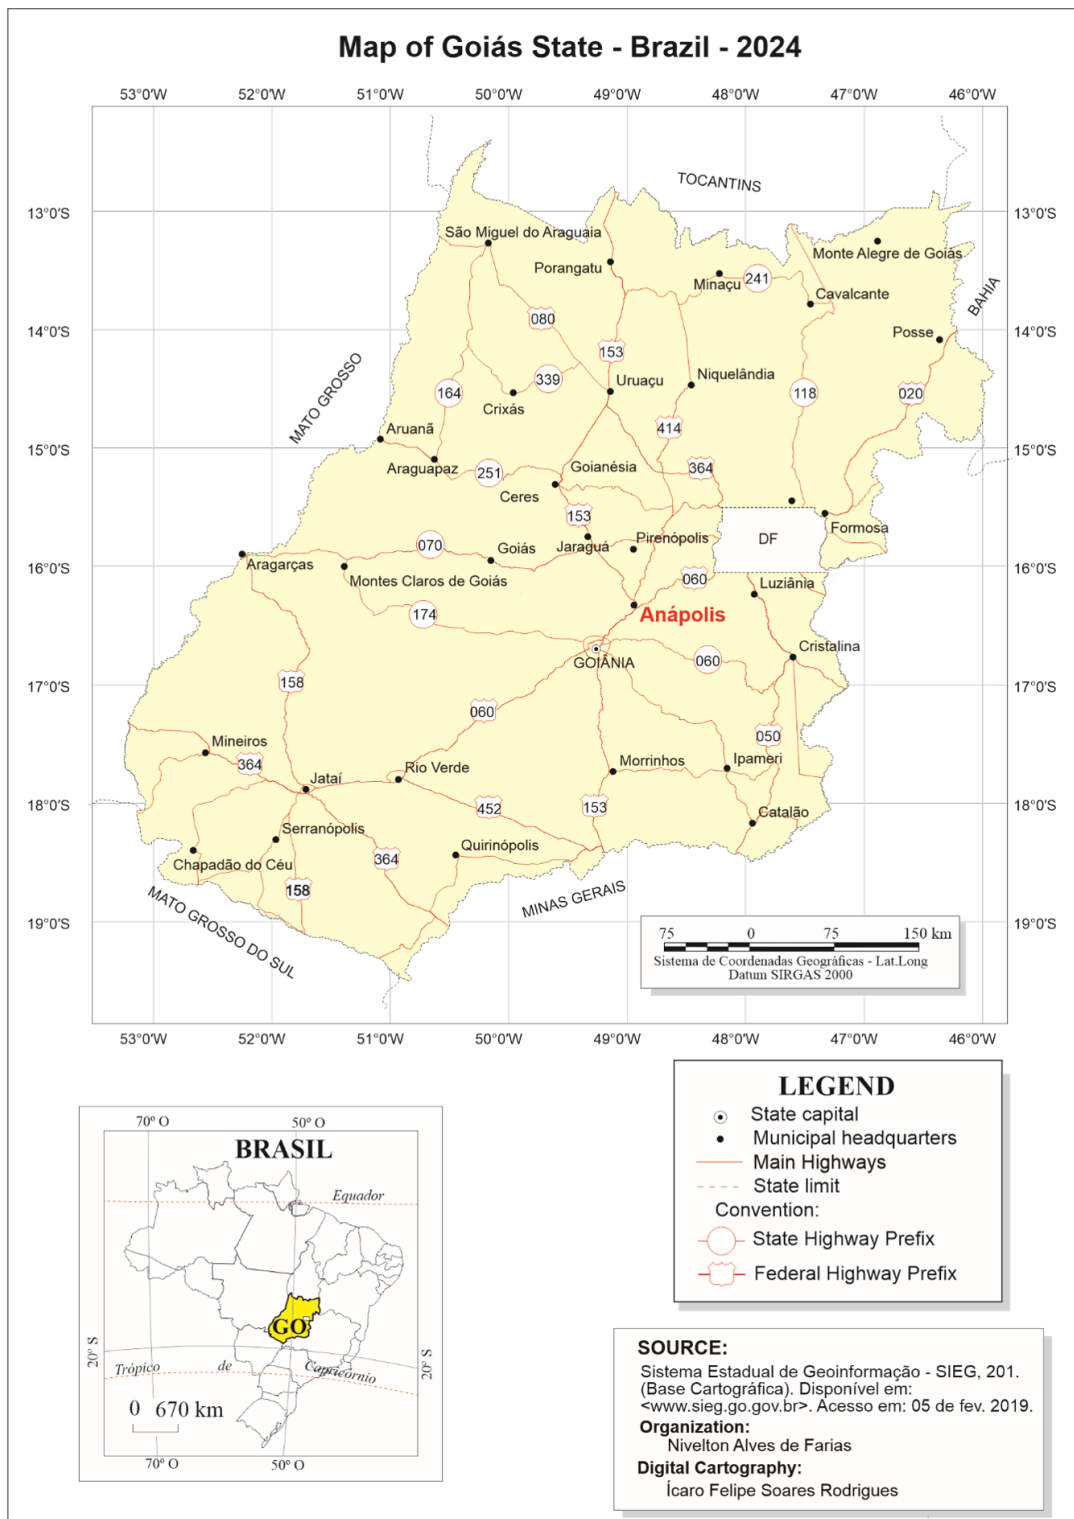 Map of Goiás State - Brazil - 2024
53°0'W 52°0'W 51°0'W 50°0'W 49°0'W 48°0'W 47°0'W 46°0'W
TOCANTINS
13°0'S 13°0'S
São Miguel do Araguaia
Porangatu
Monte Alegre de Goiás
Minaçu
241
Cavalcante
BAHIA
080
14°0'S 14°0'S
Posse
153
MATO GROSSO
339
Uruaçu
Niquelândia
164
118
020
Crixás
Aruanã
414
15°0'S 15°0'S
Araguapaz
251
Goianésia
364
Ceres
153
Formosa
070
Goiás
Jaraguá
Pirenópolis
DF
Aragarças
16°0'S 16°0'S
Montes Claros de Goiás
060
Luziânia
174
Anápolis
Cristalina
GOIÂNIA
060
158
17°0'S 17°0'S
060
050
Mineiros
364
Jataí
Rio Verde
Morrinhos
Ipameri
18°0'S 18°0'S
452
153
Catalão
Serranópolis
Chapadão do Céu
364
Quirinópolis
158
MINAS GERAIS
MATO GROSSO DO SUL
19°0'S 19°0'S
75 0 75 150 km
Sistema de Coordenadas Geográficas - Lat.Long
Datum SIRGAS 2000
53°0'W 52°0'W 51°0'W 50°0'W 49°0'W 48°0'W 47°0'W 46°0'W
70º O 50º O
BRASIL
Equador
GO
20º S 20º S
Trópico de Capricórnio
0 670 km
70º O 50º O
LEGEND
State capital
Municipal headquarters
Main Highways
State limit
Convention:
State Highway Prefix
Federal Highway Prefix
SOURCE:
Sistema Estadual de Geoinformação - SIEG, 201.
(Base Cartográfica). Disponível em:
<www.sieg.go.gov.br>. Acesso em: 05 de fev. 2019.
Organization:
Nivelton Alves de Farias
Digital Cartography:
Ícaro Felipe Soares Rodrigues